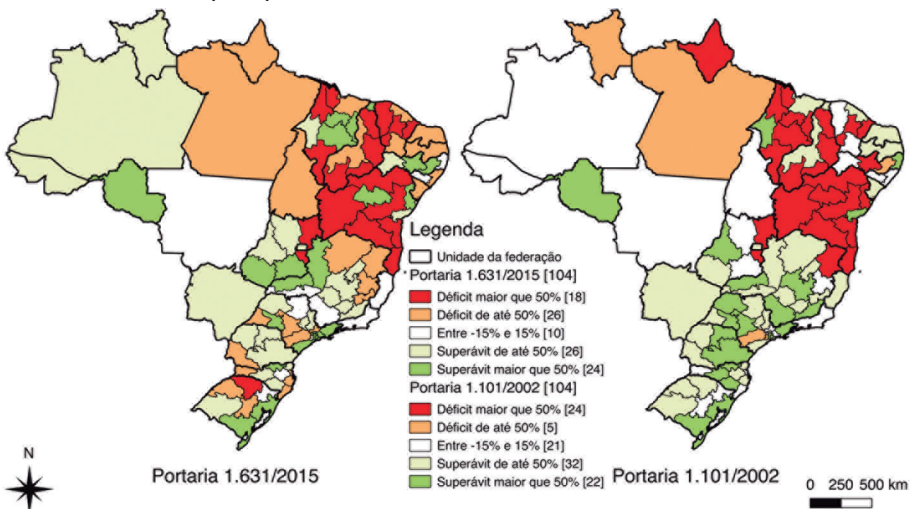 Legenda
Unidade da federação
Portaria 1.631/2015 [104]
Déficit maior que 50% [18]
Déficit de até 50% [26]
Entre -15% e 15% [10]
Superávit de até 50% [26]
Superávit maior que 50% [24]
Portaria 1.101/2002 [104]
Déficit maior que 50% [24]
Déficit de até 50% [5]
Entre -15% e 15% [21]
Superávit de até 50% [32]
Superávit maior que 50% [22]
N
Portaria 1.631/2015
Portaria 1.101/2002
0 250 500 km